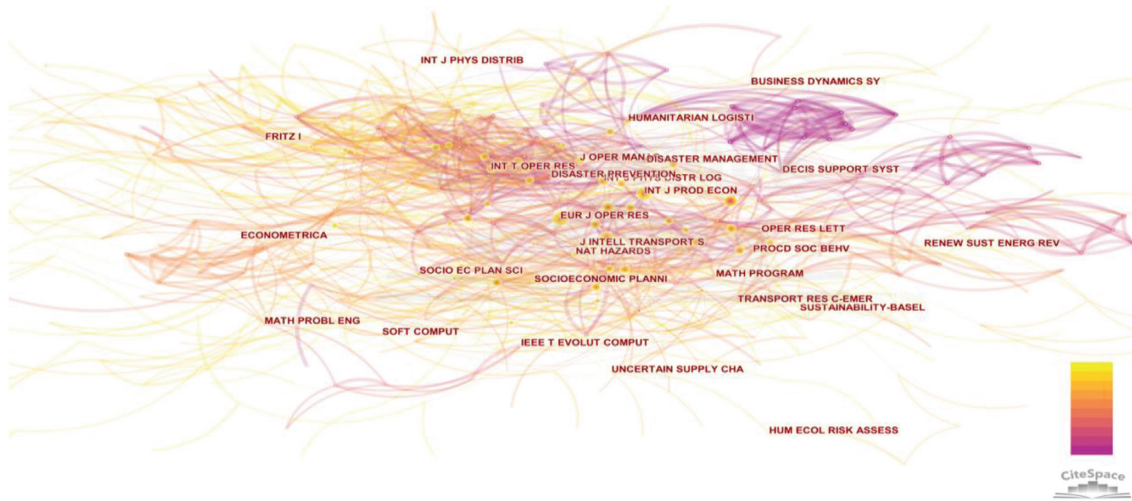 INT J PHYS DISTRIB
BUSINESS DYNAMICS SY
HUMANITARIAN LOGISTI
FRITZ I
J OPER MAN
DISASTER MANAGEMENT
INT T OPER RES
DECIS SUPPORT SYST
DISASTER PREVENTION
DISTR LOG
INT J PROD ECON
EUR J OPER RES
OPER RES LETT
ECONOMETRICA
J INTELL TRANSPORT S
RENEW SUST ENERG REV
NAT HAZARDS
PROCD SOC BEHV
SOCIO EC PLAN SCI
SOCIOECONOMIC PLANNI
MATH PROGRAM
TRANSPORT RES C-EMER
SUSTAINABILITY-BASEL
MATH PROBL ENG
SOFT COMPUT
IEEE T EVOLUT COMPUT
UNCERTAIN SUPPLY CHA
HUM ECOL RISK ASSESS
CiteSpace